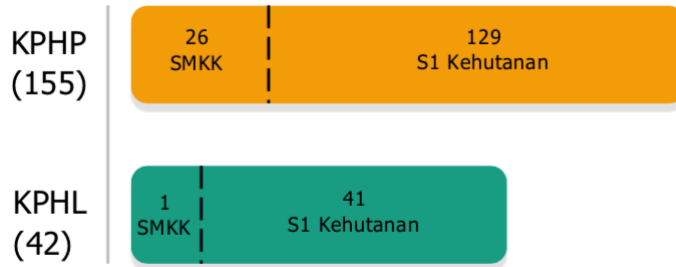 KPHP
(155)
26
SMKK
129
S1 Kehutanan
KPHL
(42)
1
SMKK
41
S1 Kehutanan